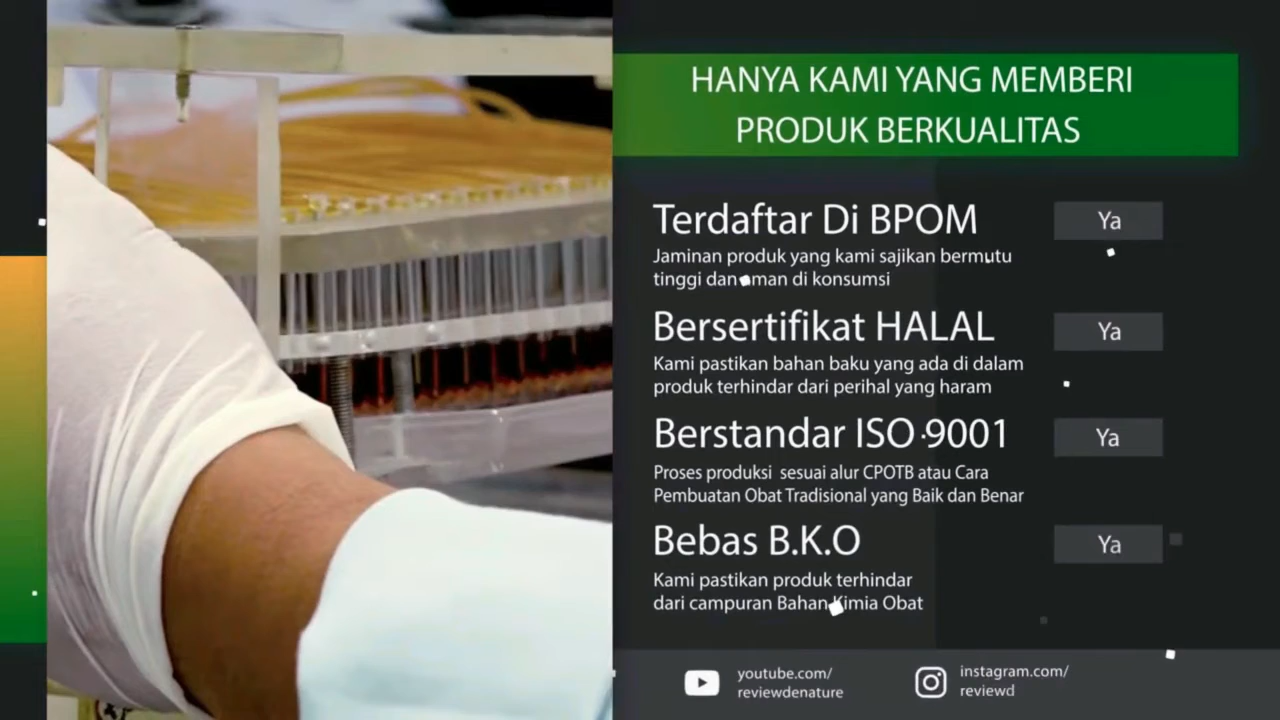 HANYA KAMI YANG MEMBERI
PRODUK BERKUALITAS
Terdaftar Di BPOM
Ya
Jaminan produk yang kami sajikan bermutu
tinggi dan aman di konsumsi
Bersertifikat HALAL
Ya
Kami pastikan bahan baku yang ada di dalam
produk terhindar dari perihal yang haram
Berstandar ISO 9001
Ya
Proses produksi sesuai alur CPOTB atau Cara
Pembuatan Obat Tradisional yang Baik dan Benar
Bebas B.K.O
Ya
Kami pastikan produk terhindar
dari campuran Bahan Kimia Obat
youtube.com/
reviewdenature
instagram.com/
reviewd